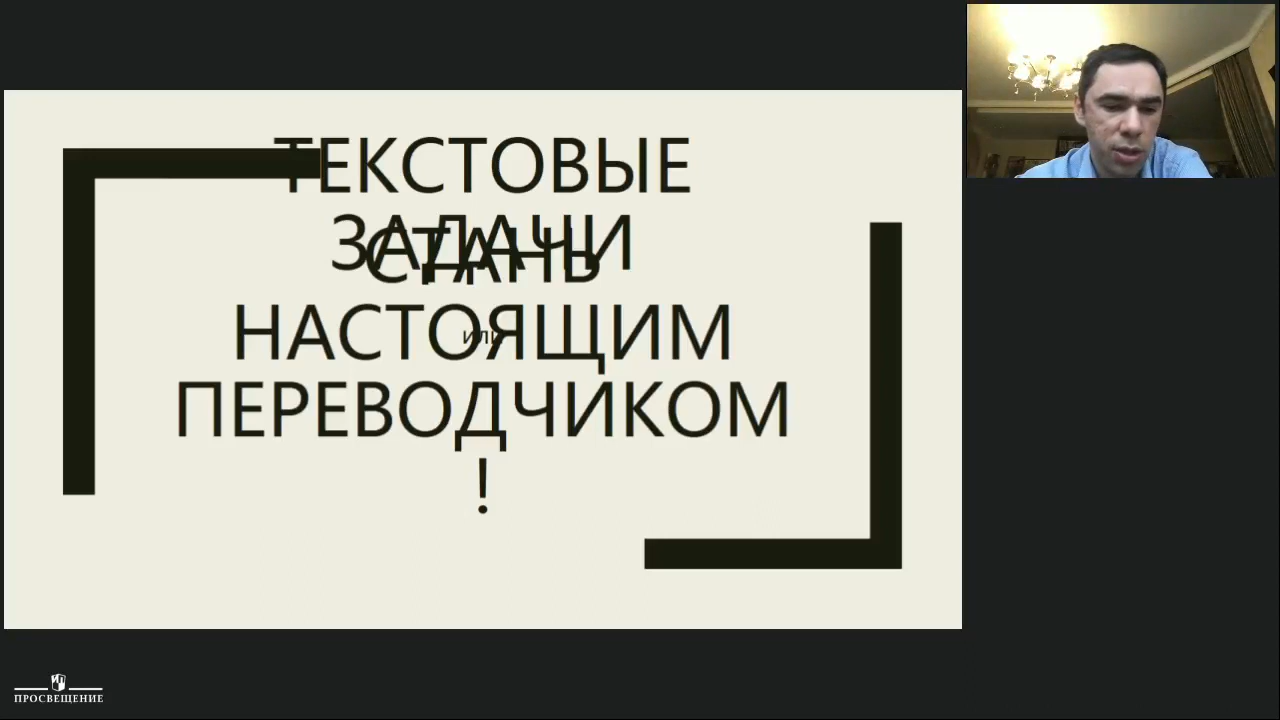 ТЕКСТОВЫЕ
ЗАДАЧИ
или
СТАНЬ
НАСТОЯЩИМ
ПЕРЕВОДЧИКОМ
!
ПРОСВЕЩЕНИЕ